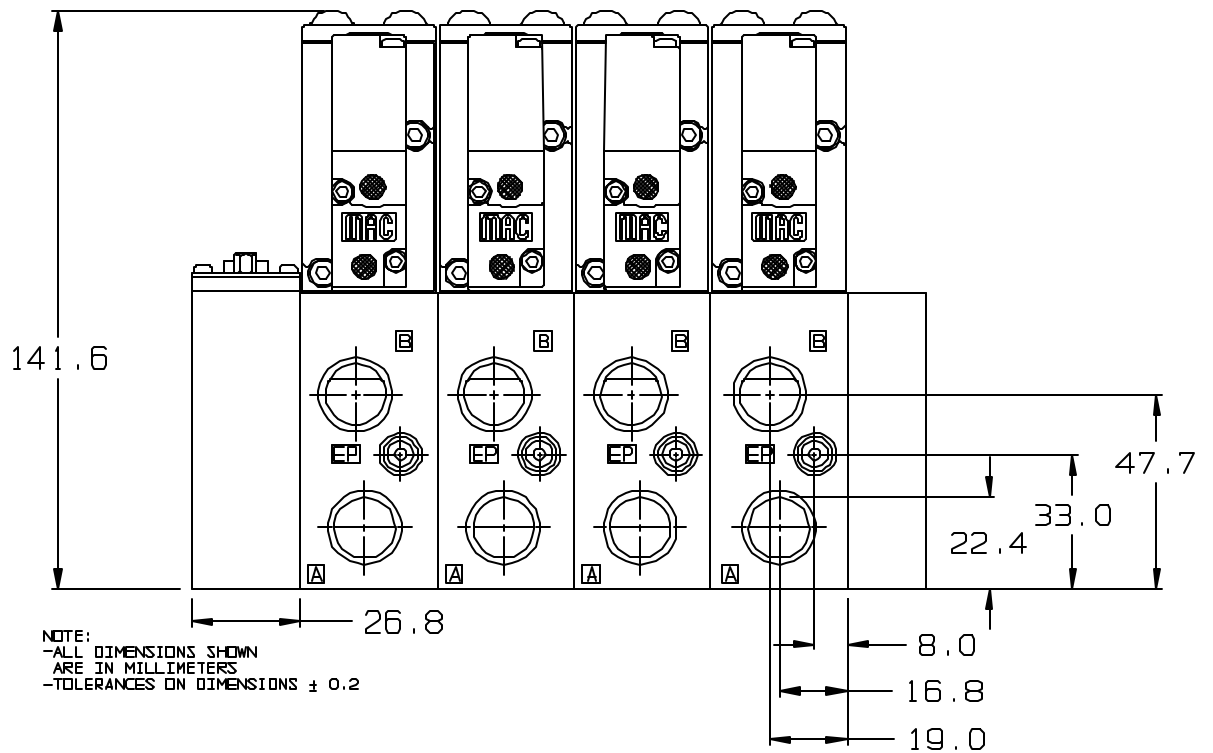 MAC MAC MAC MAC
B B B B
141.6
EP EP EP EP
47.7
33.0
22.4
A A A A
26.8
NOTE:
-ALL DIMENSIONS SHOWN
ARE IN MILLIMETERS
-TOLERANCES ON DIMENSIONS ± 0.2
8.0
16.8
19.0